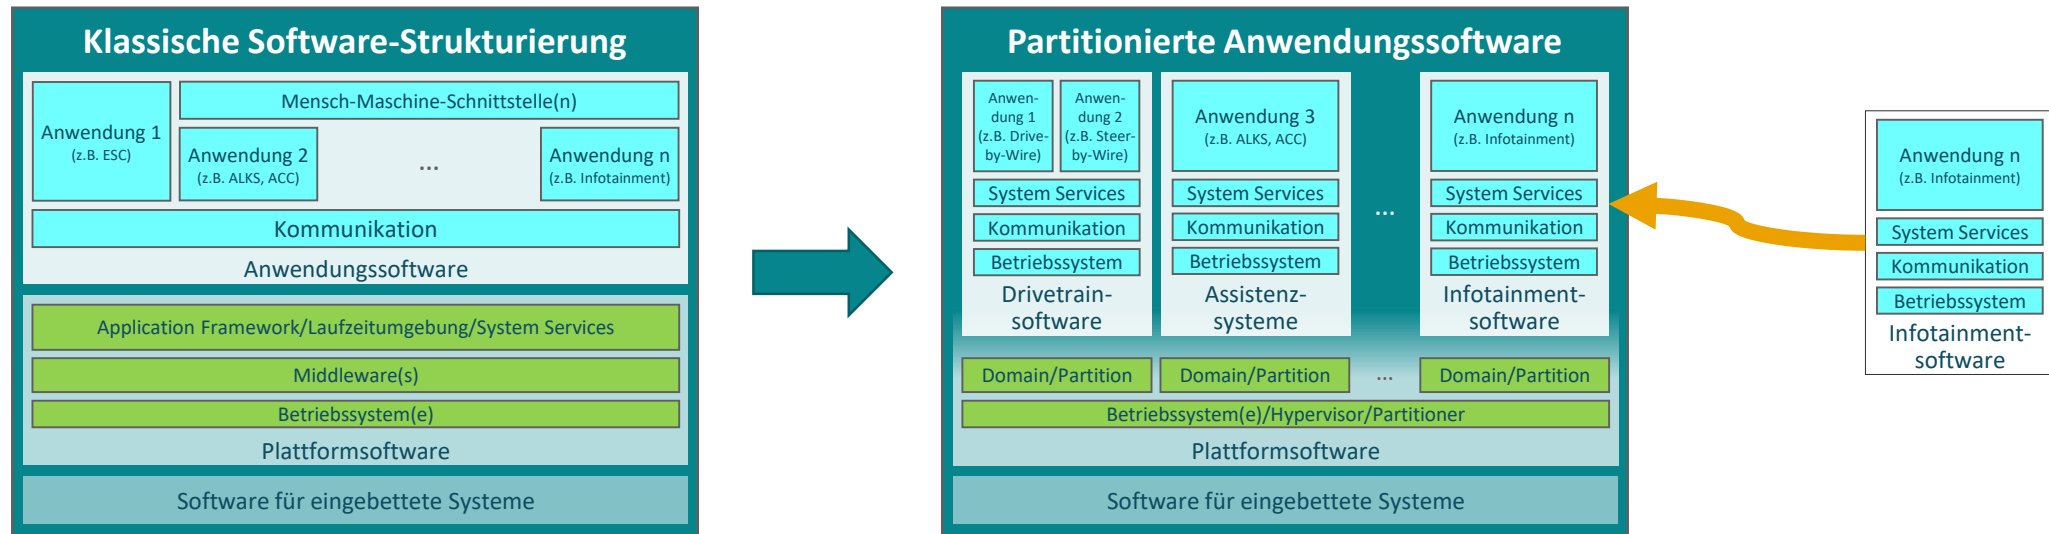 Klassische Software-Strukturierung
Anwendung 1
(z.B. ESC)
Mensch-Maschine-Schnittstelle(n)
Anwendung 2
(z.B. ALKS, ACC)
...
Anwendung n
(z.B. Infotainment)
Kommunikation
Anwendungssoftware
Application Framework/Laufzeitumgebung/System Services
Middleware(s)
Betriebssystem(e)
Plattformsoftware
Software für eingebettete Systeme
Partitionierte Anwendungssoftware
Anwen-
dung 1
(z.B. Drive-
by-Wire)
Anwen-
dung 2
(z.B. Steer-
by-Wire)
System Services
Kommunikation
Betriebssystem
Drivetrain-
software
Anwendung 3
(z.B. ALKS, ACC)
System Services
Kommunikation
Betriebssystem
Assistenz-
systeme
...
Anwendung n
(z.B. Infotainment)
System Services
Kommunikation
Betriebssystem
Infotainment-
software
Domain/Partition
Domain/Partition
...
Domain/Partition
Betriebssystem(e)/Hypervisor/Partitioner
Plattformsoftware
Software für eingebettete Systeme
Anwendung n
(z.B. Infotainment)
System Services
Kommunikation
Betriebssystem
Infotainment-
software